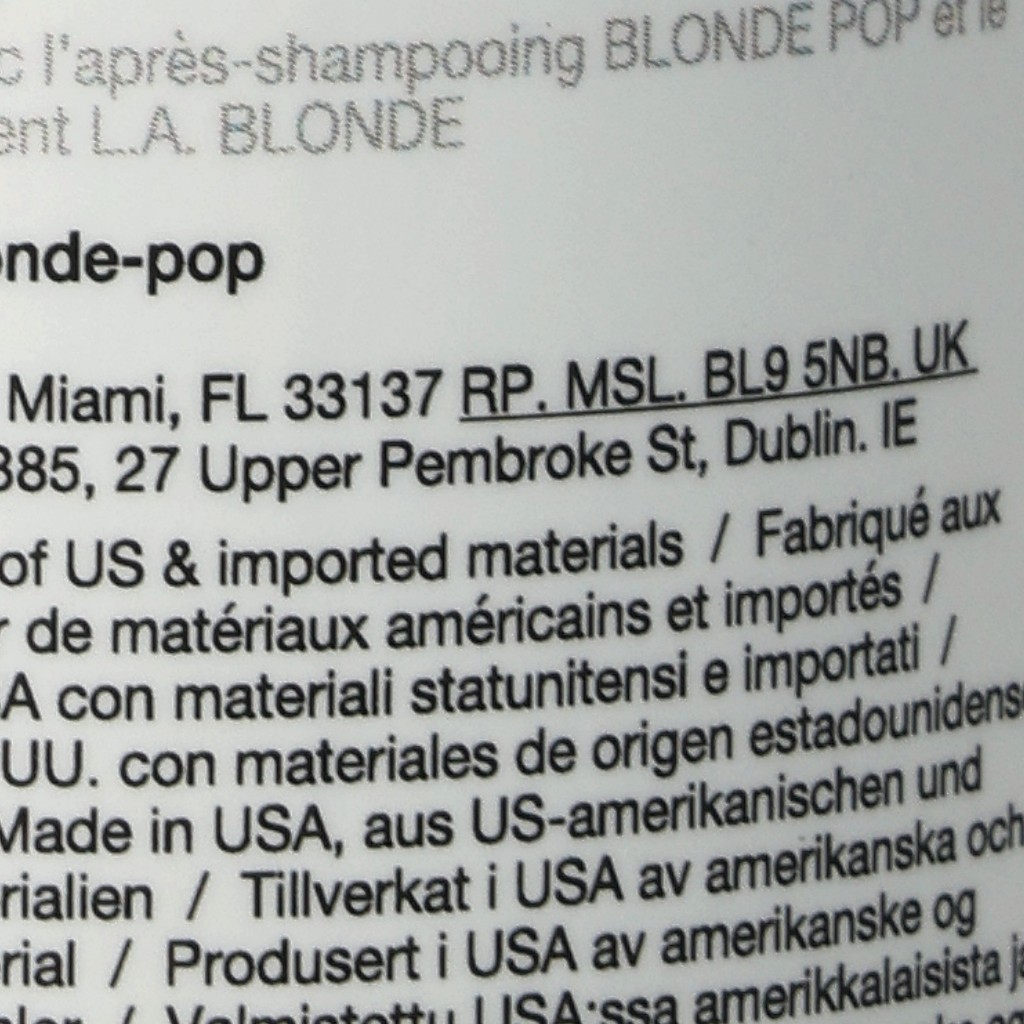 c l'après-shampooing BLONDE POP et le
ent L.A. BLONDE
onde-pop
Miami, FL 33137 RP. MSL. BL9 5NB. UK
385, 27 Upper Pembroke St, Dublin. IE
of US & imported materials / Fabriqué aux
r de matériaux américains et importés /
A con materiali statunitensi e importati /
UU. con materiales de origen estadounidens
Made in USA, aus US-amerikanischen und
rialien / Tillverkat i USA av amerikanska och
rial / Produsert i USA av amerikanske og
/ Valmistettu USA:ssa amerikkalaisista ja